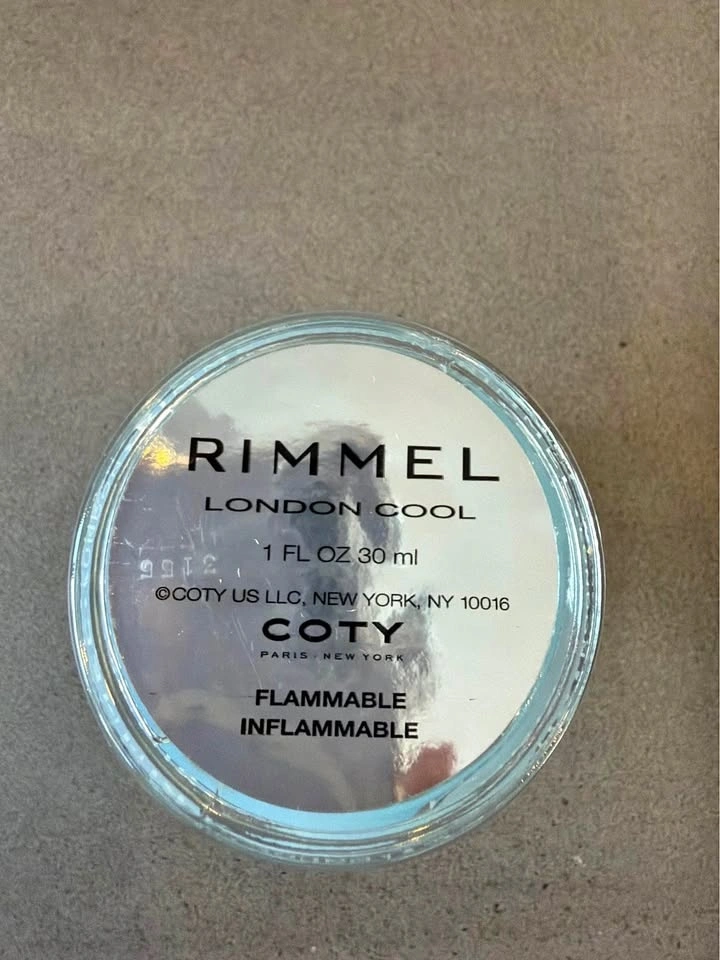 RIMMEL
LONDON COOL
1 FL OZ 30 ml
©COTY US LLC, NEW YORK, NY 10016
COTY
PARIS - NEW YORK
FLAMMABLE
INFLAMMABLE